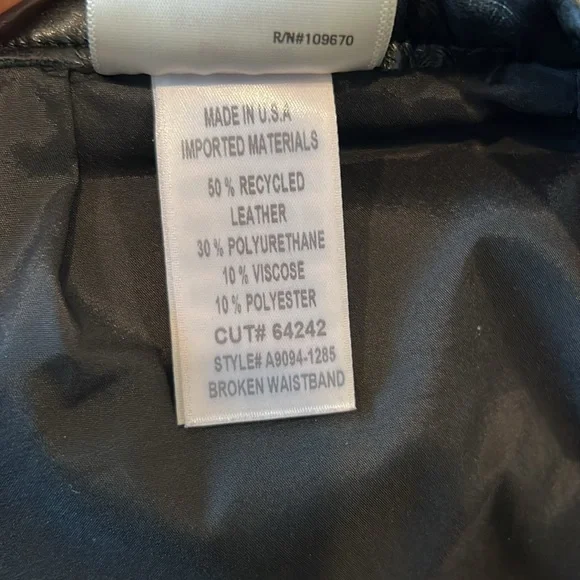 R/N#109670
MADE IN U.S.A
IMPORTED MATERIALS
50 % RECYCLED
LEATHER
30 % POLYURETHANE
10 % VISCOSE
10 % POLYESTER
CUT# 64242
STYLE# A9094-1285
BROKEN WAISTBAND